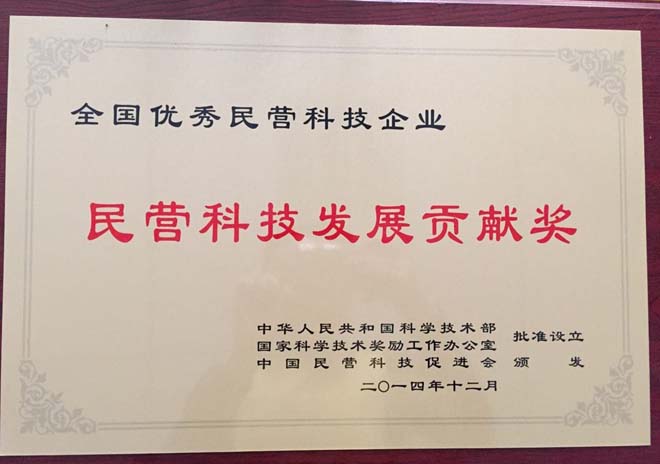 全国优秀民营科技企业
民营科技发展贡献奖
中华人民共和国科学技术部
国家科学技术奖励工作办公室 批准设立
中国民营科技促进会 颁发
二〇一四年十二月